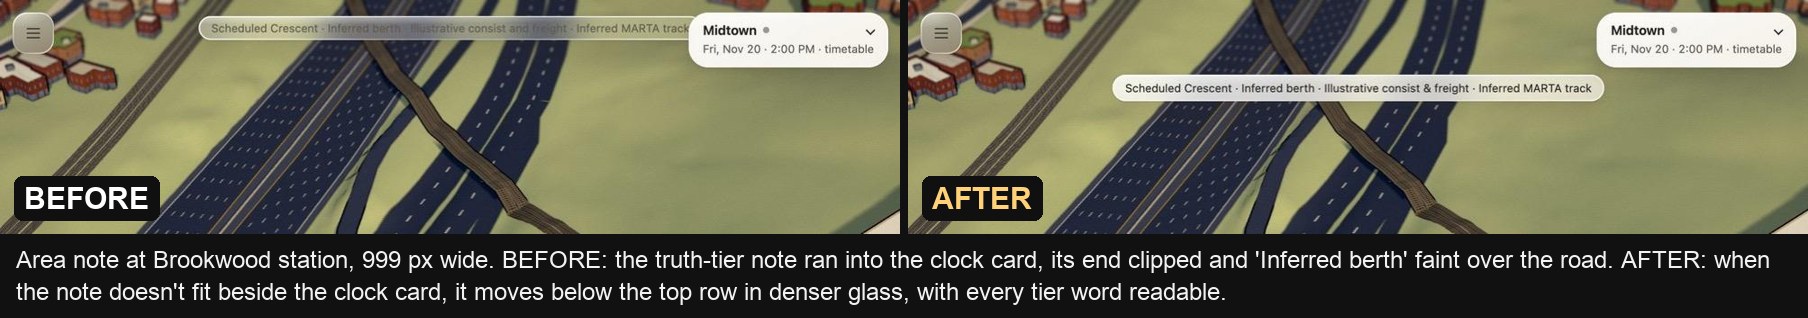 Scheduled Crescent · Inferred berth · Illustrative consist and freight · Inferred MARTA track
Midtown
Fri, Nov 20 · 2:00 PM · timetable
BEFORE
Midtown
Fri, Nov 20 · 2:00 PM · timetable
Scheduled Crescent · Inferred berth · Illustrative consist & freight · Inferred MARTA track
AFTER
Area note at Brookwood station, 999 px wide. BEFORE: the truth-tier note ran into the clock card, its end clipped and 'Inferred berth' faint over the road. AFTER: when
the note doesn't fit beside the clock card, it moves below the top row in denser glass, with every tier word readable.